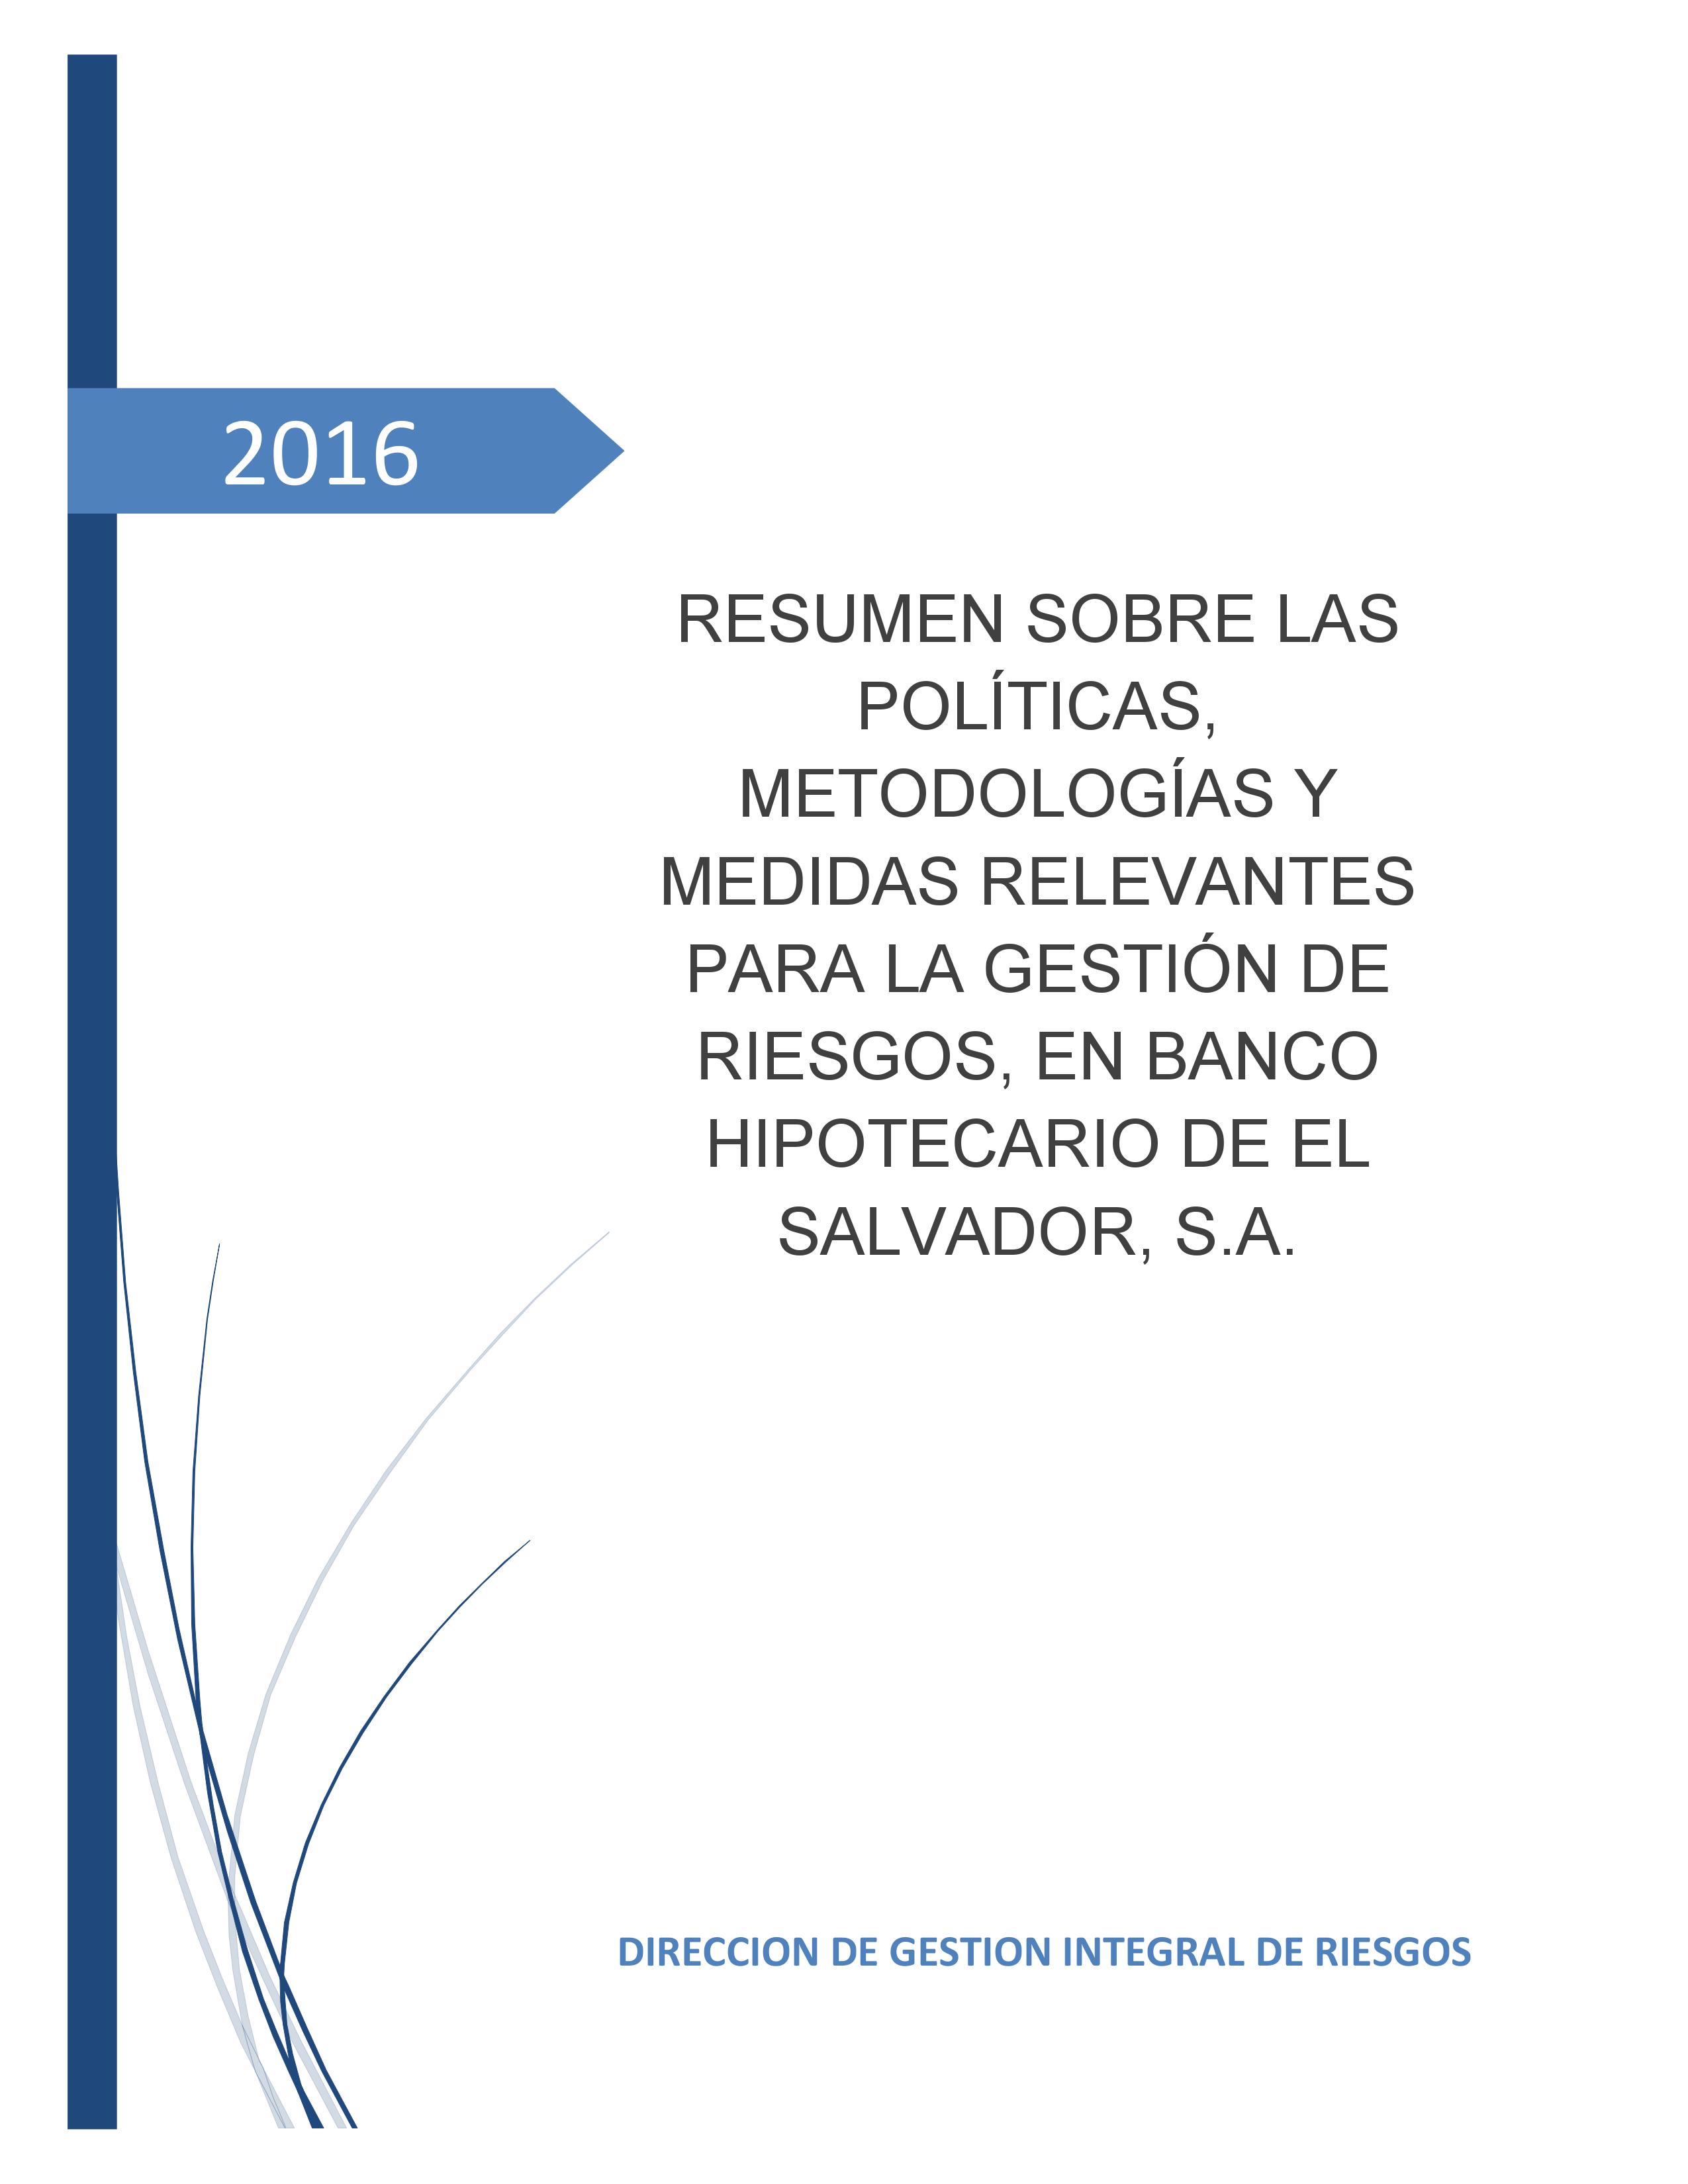 2016
RESUMEN SOBRE LAS
POLÍTICAS,
METODOLOGÍAS Y
MEDIDAS RELEVANTES
PARA LA GESTIÓN DE
RIESGOS, EN BANCO
HIPOTECARIO DE EL
SALVADOR, S.A.
DIRECCION DE GESTION INTEGRAL DE RIESGOS